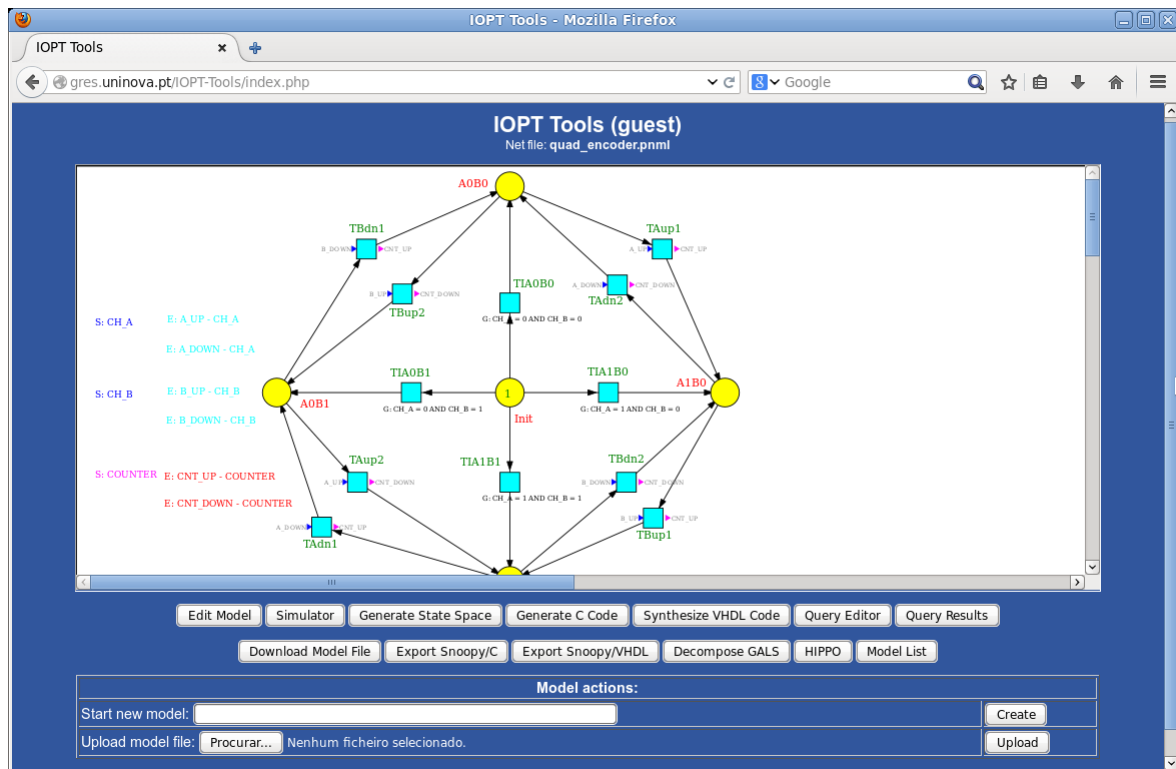 IOPT Tools - Mozilla Firefox
IOPT Tools
gres.uninova.pt/IOPT-Tools/index.php
Google
IOPT Tools (guest)
Net file: quad_encoder.pnml
A0B0
TBdn1
TAup1
B_DOWN CNT_UP
A_UP CNT_UP
TIA0B0
A_DOWN CNT_DOWN
B_UP CNT_DOWN
TAdn2
TBup2
S: CH_A
E: A_UP - CH_A
G: CH_A = 0 AND CH_B = 0
E: A_DOWN - CH_A
TIA0B1
TIA1B0
A1B0
S: CH_B
E: B_UP - CH_B
1
A0B1
G: CH_A = 0 AND CH_B = 1
G: CH_A = 1 AND CH_B = 0
Init
E: B_DOWN - CH_B
TAup2
TIA1B1
TBdn2
S: COUNTER
E: CNT_UP - COUNTER
A_UP CNT_DOWN
B_DOWN CNT_DOWN
G: CH_A = 1 AND CH_B = 1
E: CNT_DOWN - COUNTER
B_UP CNT_UP
A_DOWN CNT_UP
TBup1
TAdn1
Edit Model Simulator Generate State Space Generate C Code Synthesize VHDL Code Query Editor Query Results
Download Model File Export Snoopy/C Export Snoopy/VHDL Decompose GALS HIPPO Model List
Model actions:
Start new model: Create
Upload model file: Procurar... Nenhum ficheiro selecionado. Upload